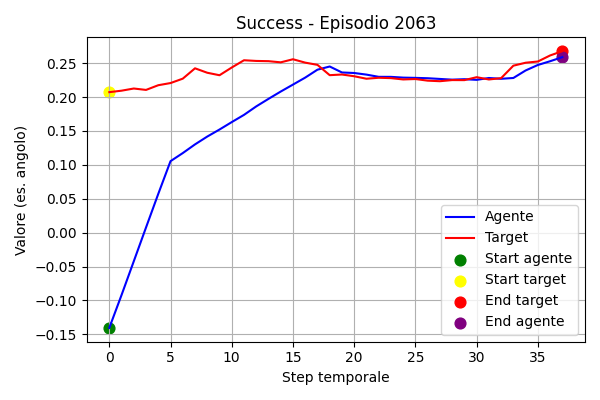 Success - Episodio 2063
Valore (es. angolo)
0.25
0.20
0.15
0.10
0.05
0.00
−0.05
−0.10
−0.15
0 5 10 15 20 25 30 35
Step temporale
Agente
Target
Start agente
Start target
End target
End agente